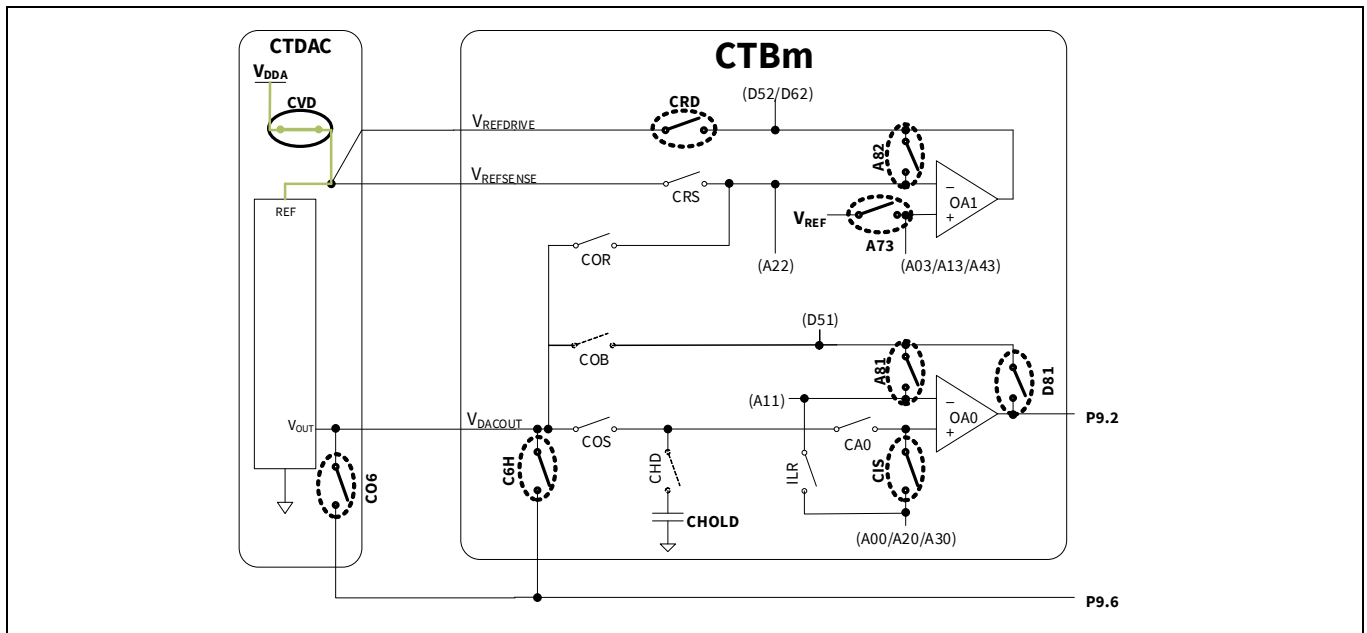 CTDAC
CTBm
VDDA
CVD
CRD
(D52/D62)
VREFDRIVE
A82
VREFSENSE
CRS
REF
OA1
VREF
A73
COR
(A22)
(A03/A13/A43)
(D51)
COB
A81
D81
(A11)
OA0
P9.2
VOUT
VDACOUT
COS
CA0
CO6
C6H
CHD
ILR
CIS
CHOLD
(A00/A20/A30)
P9.6